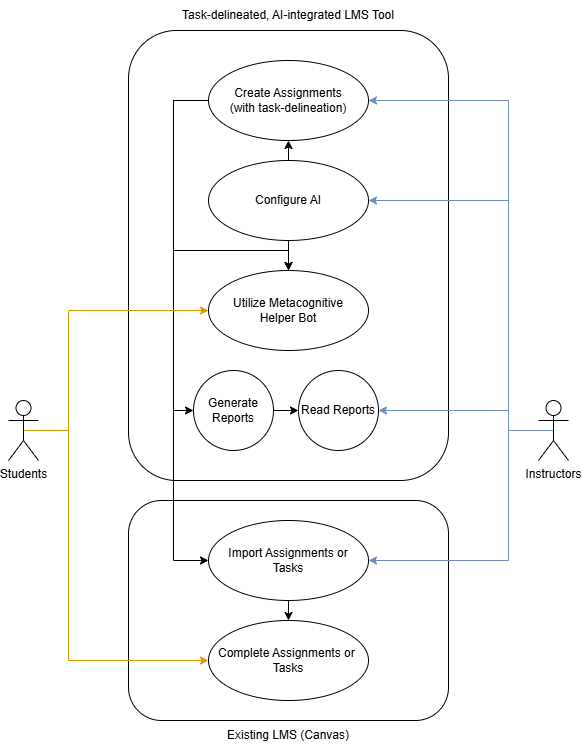 Task-delineated, AI-integrated LMS Tool
Create Assignments
(with task-delineation)
Configure AI
Utilize Metacognitive
Helper Bot
Generate
Reports
Read Reports
Students
Instructors
Import Assignments or
Tasks
Complete Assignments or
Tasks
Existing LMS (Canvas)